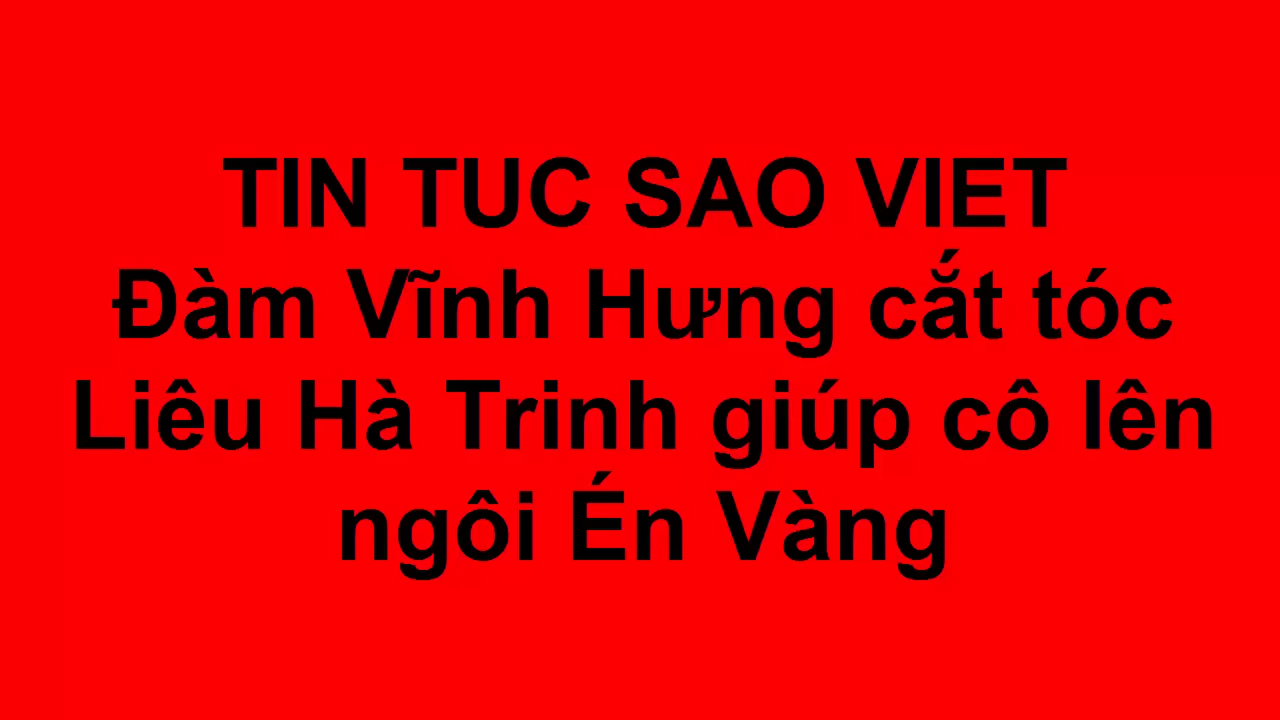 TIN TUC SAO VIET
Đàm Vĩnh Hưng cắt tóc
Liêu Hà Trinh giúp cô lên
ngôi Én Vàng